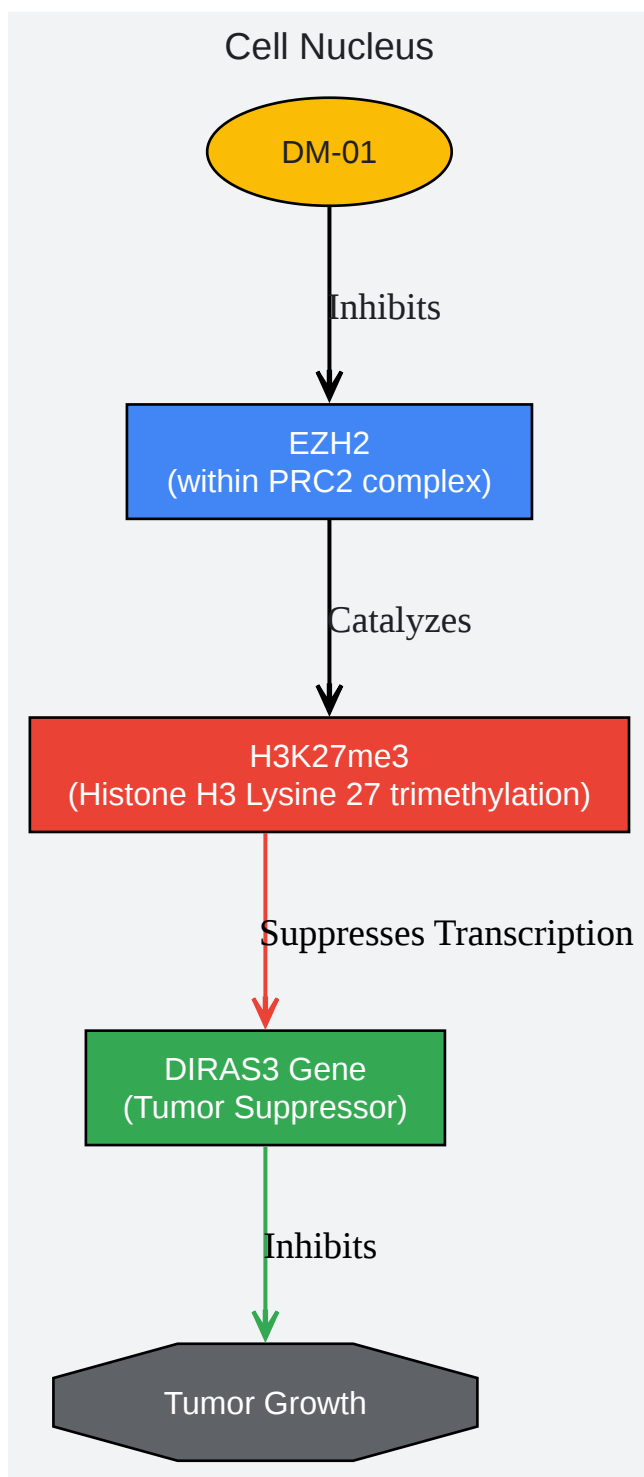 Cell Nucleus
DM-01
Inhibits
EZH2
(within PRC2 complex)
Catalyzes
H3K27me3
(Histone H3 Lysine 27 trimethylation)
Suppresses Transcription
DIRAS3 Gene
(Tumor Suppressor)
Inhibits
Tumor Growth